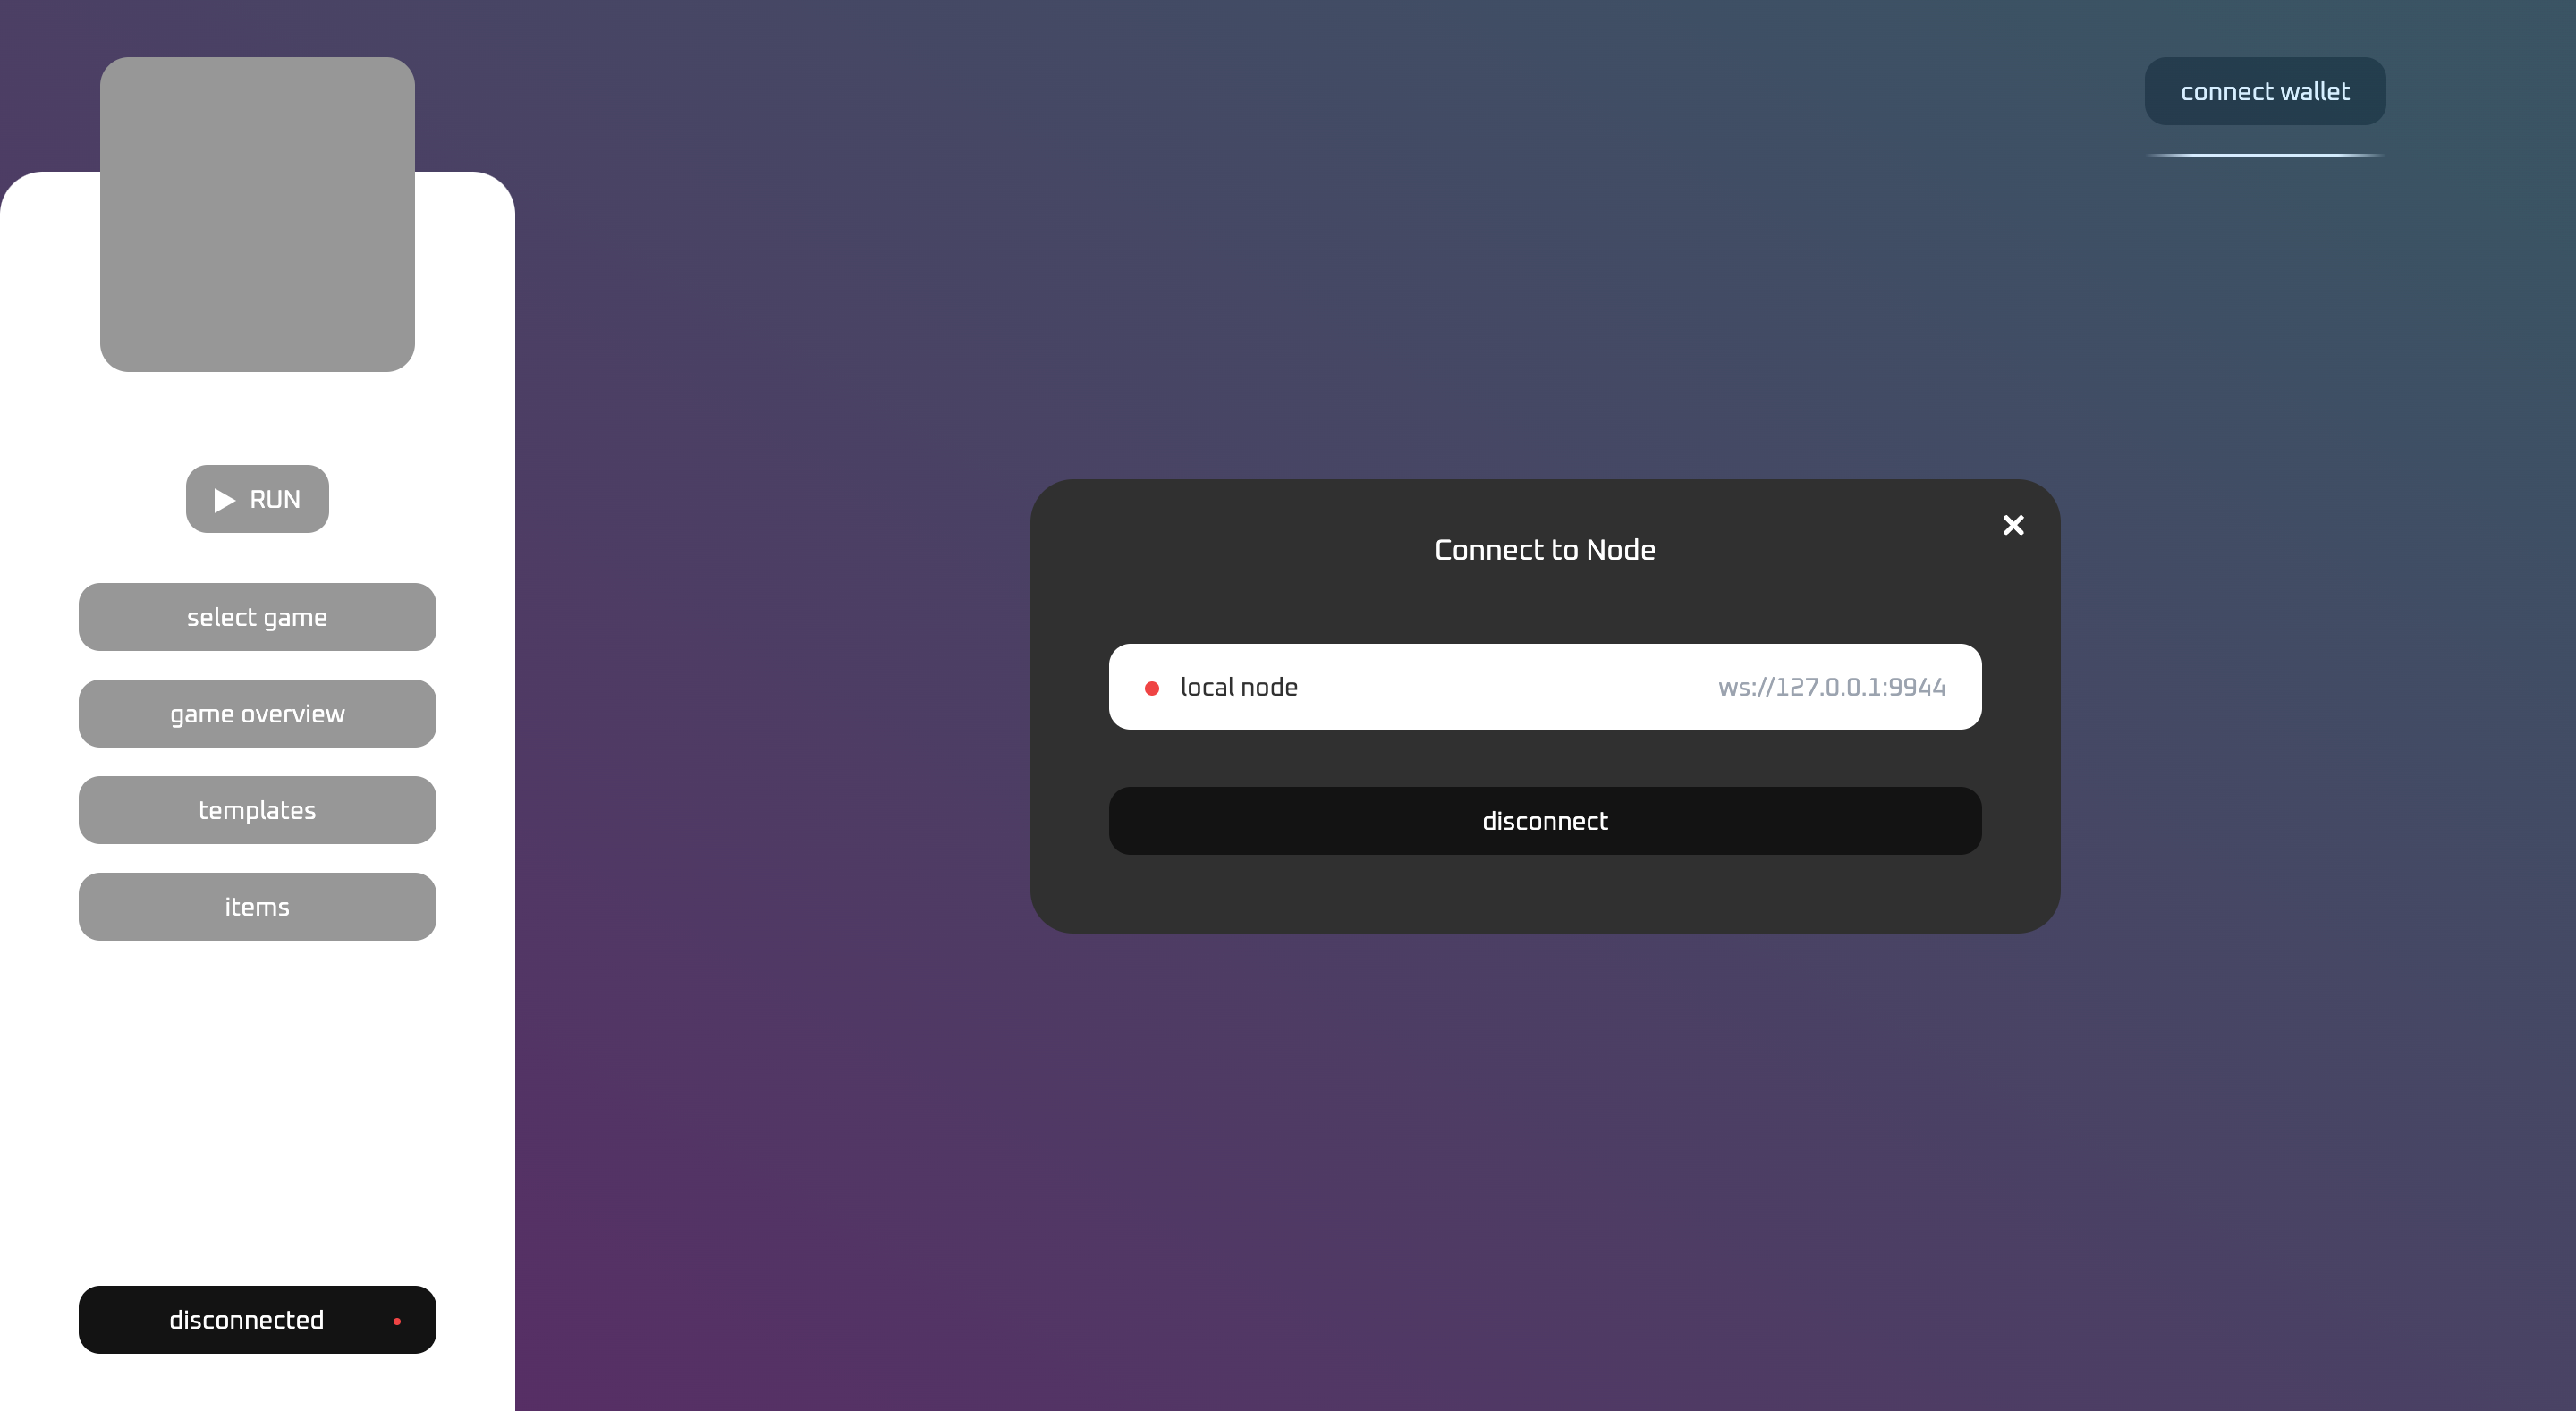 connect wallet
RUN
select game
game overview
templates
items
disconnected
Connect to Node
local node ws://127.0.0.1:9944
disconnect